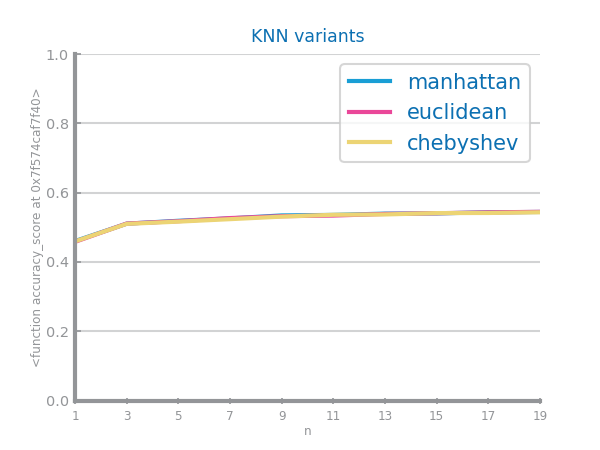 KNN variants
manhattan
euclidean
chebyshev
<function accuracy_score at 0x7f574caf7f40>
1.0
0.8
0.6
0.4
0.2
0.0
1 3 5 7 9 11 13 15 17 19
n